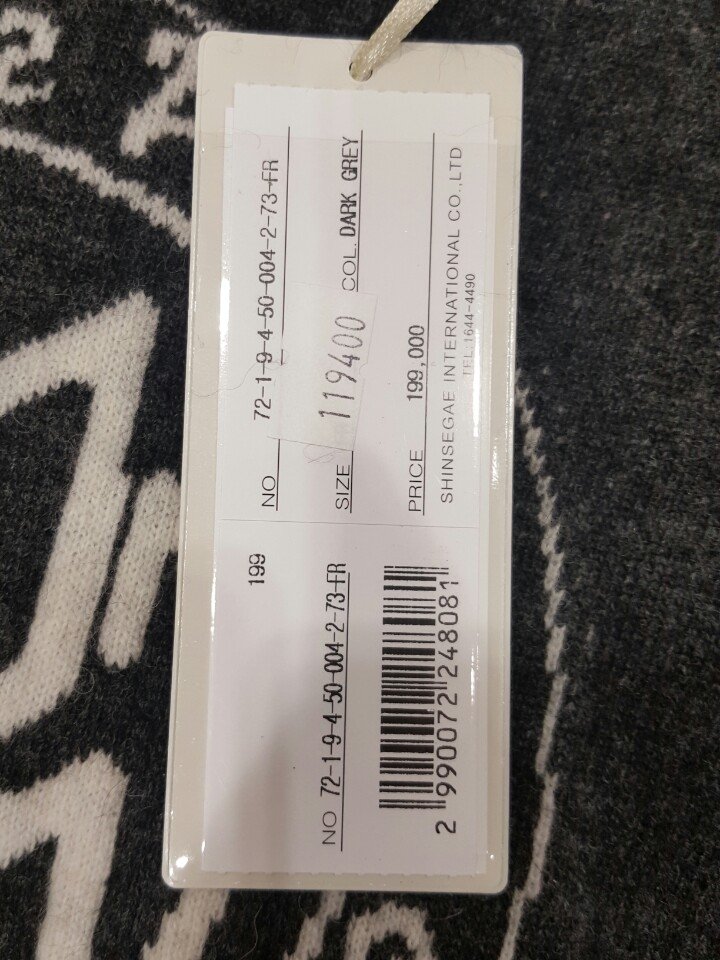 NO 72-1-9-4-50-004-2-73-FR
119400
SIZE COL. DARK GREY
PRICE 199,000
SHINSEGAE INTERNATIONAL CO.,LTD
TEL:1644-4490
199
NO 72-1-9-4-50-004-2-73-FR
2 990072 248081